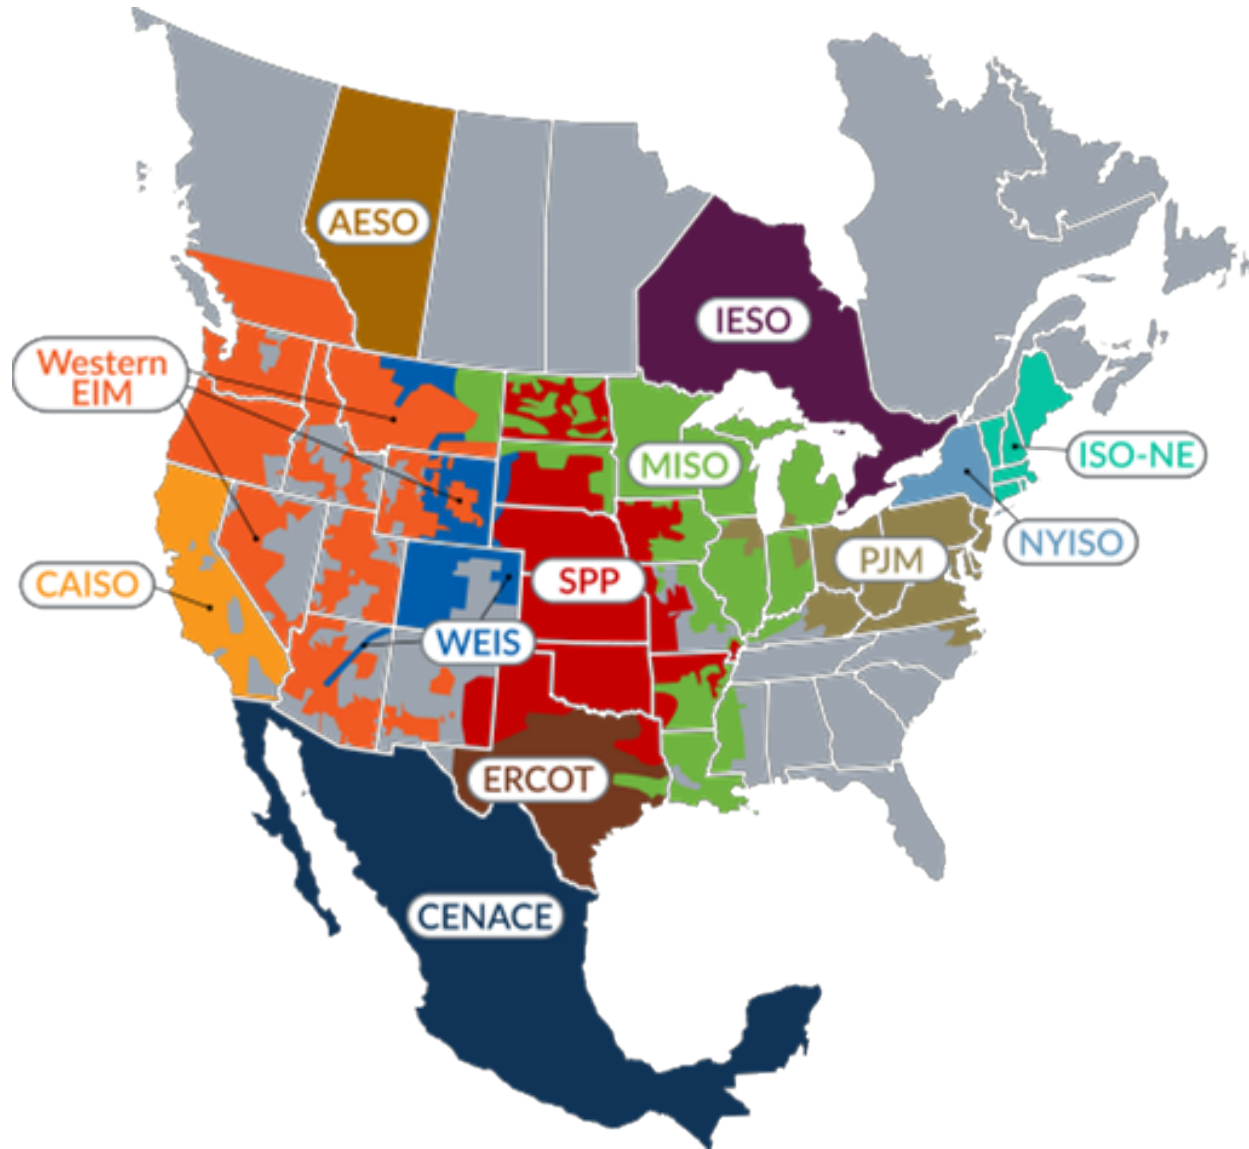 AESO
IESO
Western
EIM
MISO
ISO-NE
NYISO
PJM
CAISO
SPP
WEIS
ERCOT
CENACE